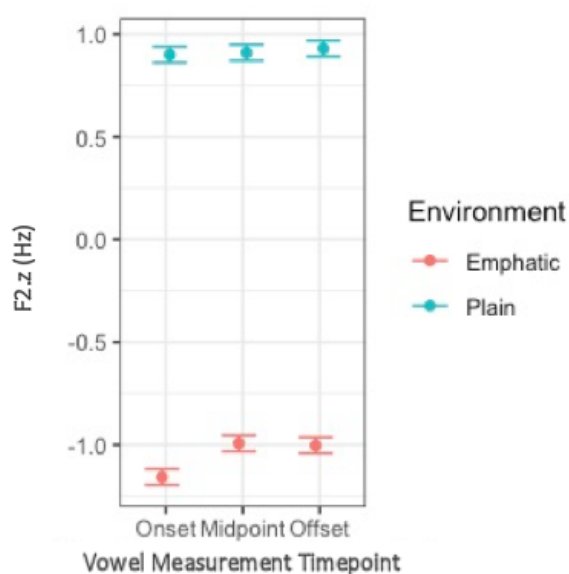 1.0
0.5
0.0
-0.5
-1.0
F2.z (Hz)
Onset Midpoint Offset
Vowel Measurement Timepoint
Environment
Emphatic
Plain